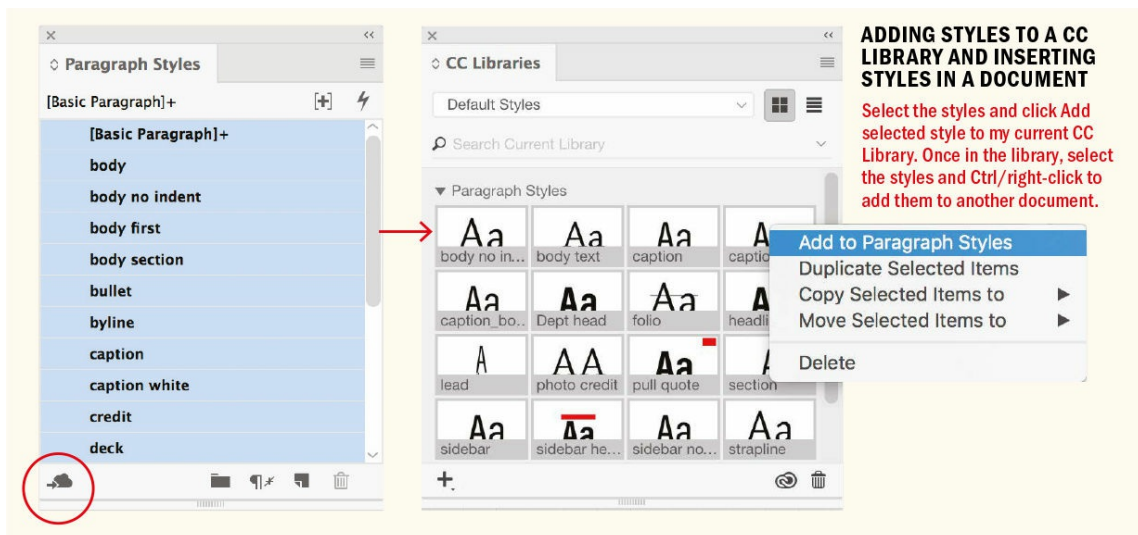 Paragraph Styles
[Basic Paragraph]+
[Basic Paragraph]+
body
body no indent
body first
body section
bullet
byline
caption
caption white
credit
deck
CC Libraries
Default Styles
Search Current Library
Paragraph Styles
Aa Aa Aa
body no in... body text caption captio
Aa Aa Aa
caption_bo.. Dept head folio headli
A AA Aa
lead photo credit pull quote section
Aa Aa Aa Aa
sidebar sidebar he... sidebar no... strapline
ADDING STYLES TO A CC
LIBRARY AND INSERTING
STYLES IN A DOCUMENT
Select the styles and click Add
selected style to my current CC
Library. Once in the library, select
the styles and Ctrl/right-click to
add them to another document.
Add to Paragraph Styles
Duplicate Selected Items
Copy Selected Items to
Move Selected Items to
Delete